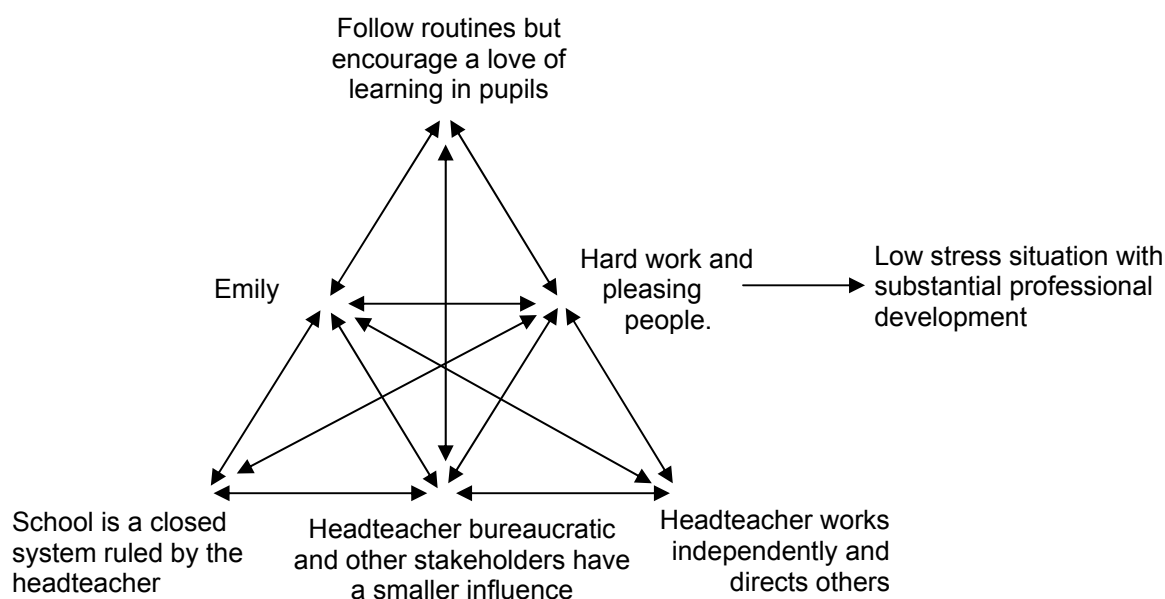 Follow routines but
encourage a love of
learning in pupils
Emily
Hard work and
pleasing
people.
Low stress situation with
substantial professional
development
School is a closed
system ruled by the
headteacher
Headteacher bureaucratic
and other stakeholders have
a smaller influence
Headteacher works
independently and
directs others